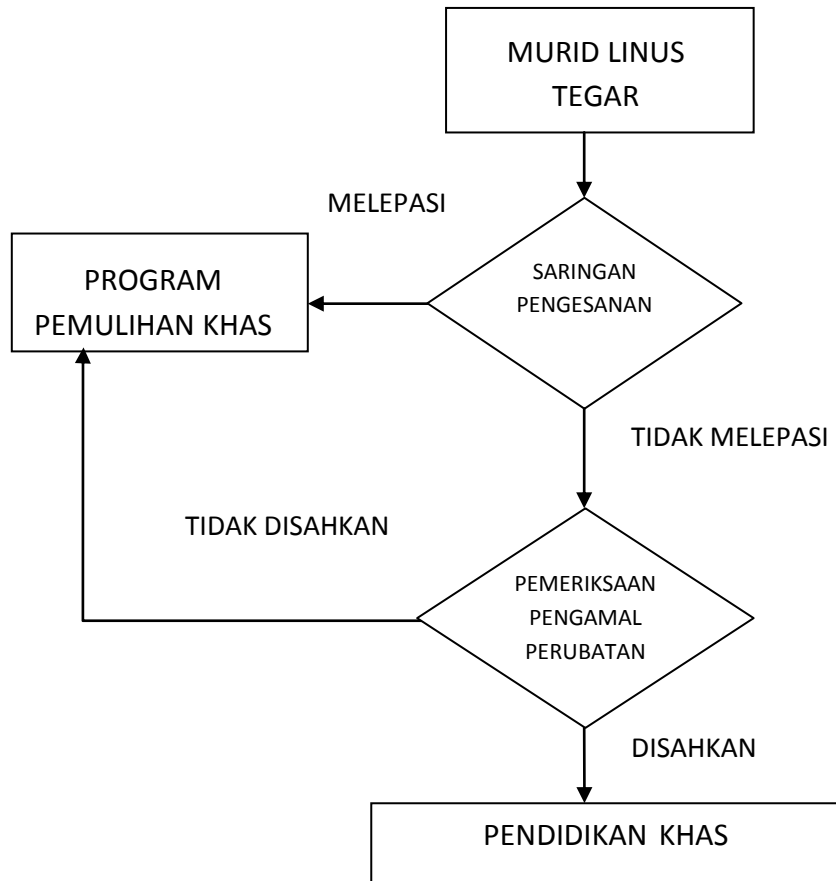 MURID LINUS
TEGAR
MELEPASI
SARINGAN
PENGESANAN
PROGRAM
PEMULIHAN KHAS
TIDAK MELEPASI
TIDAK DISAHKAN
PEMERIKSAAN
PENGAMAL
PERUBATAN
DISAHKAN
PENDIDIKAN KHAS